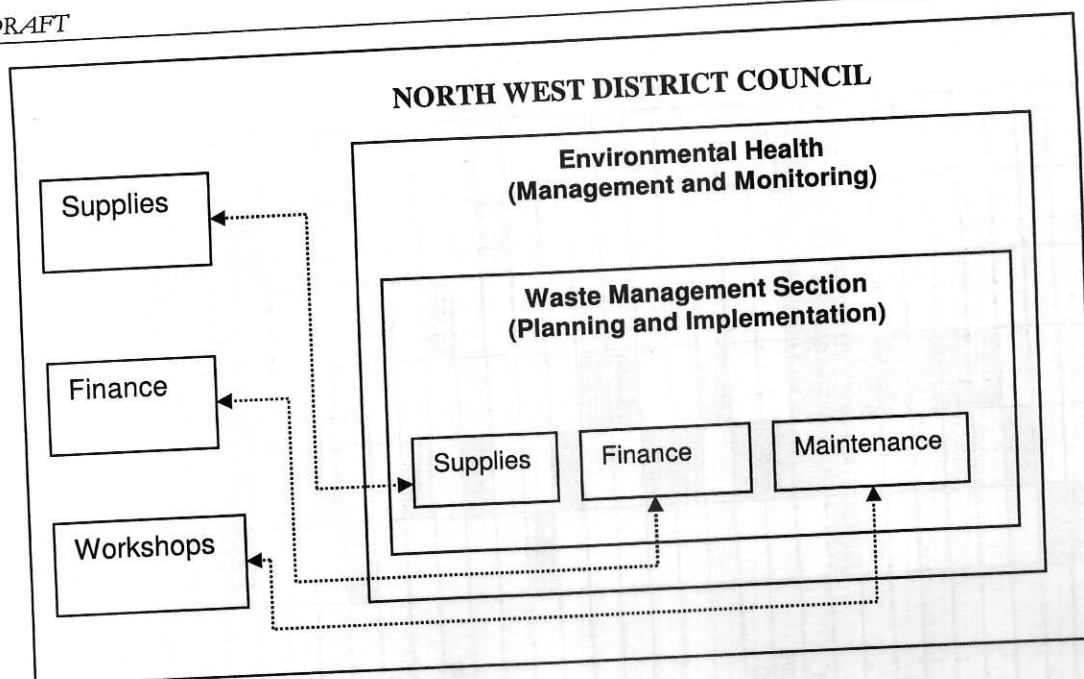 DRAFT
NORTH WEST DISTRICT COUNCIL
Environmental Health
(Management and Monitoring)
Supplies
Waste Management Section
(Planning and Implementation)
Finance
Supplies
Finance
Maintenance
Workshops